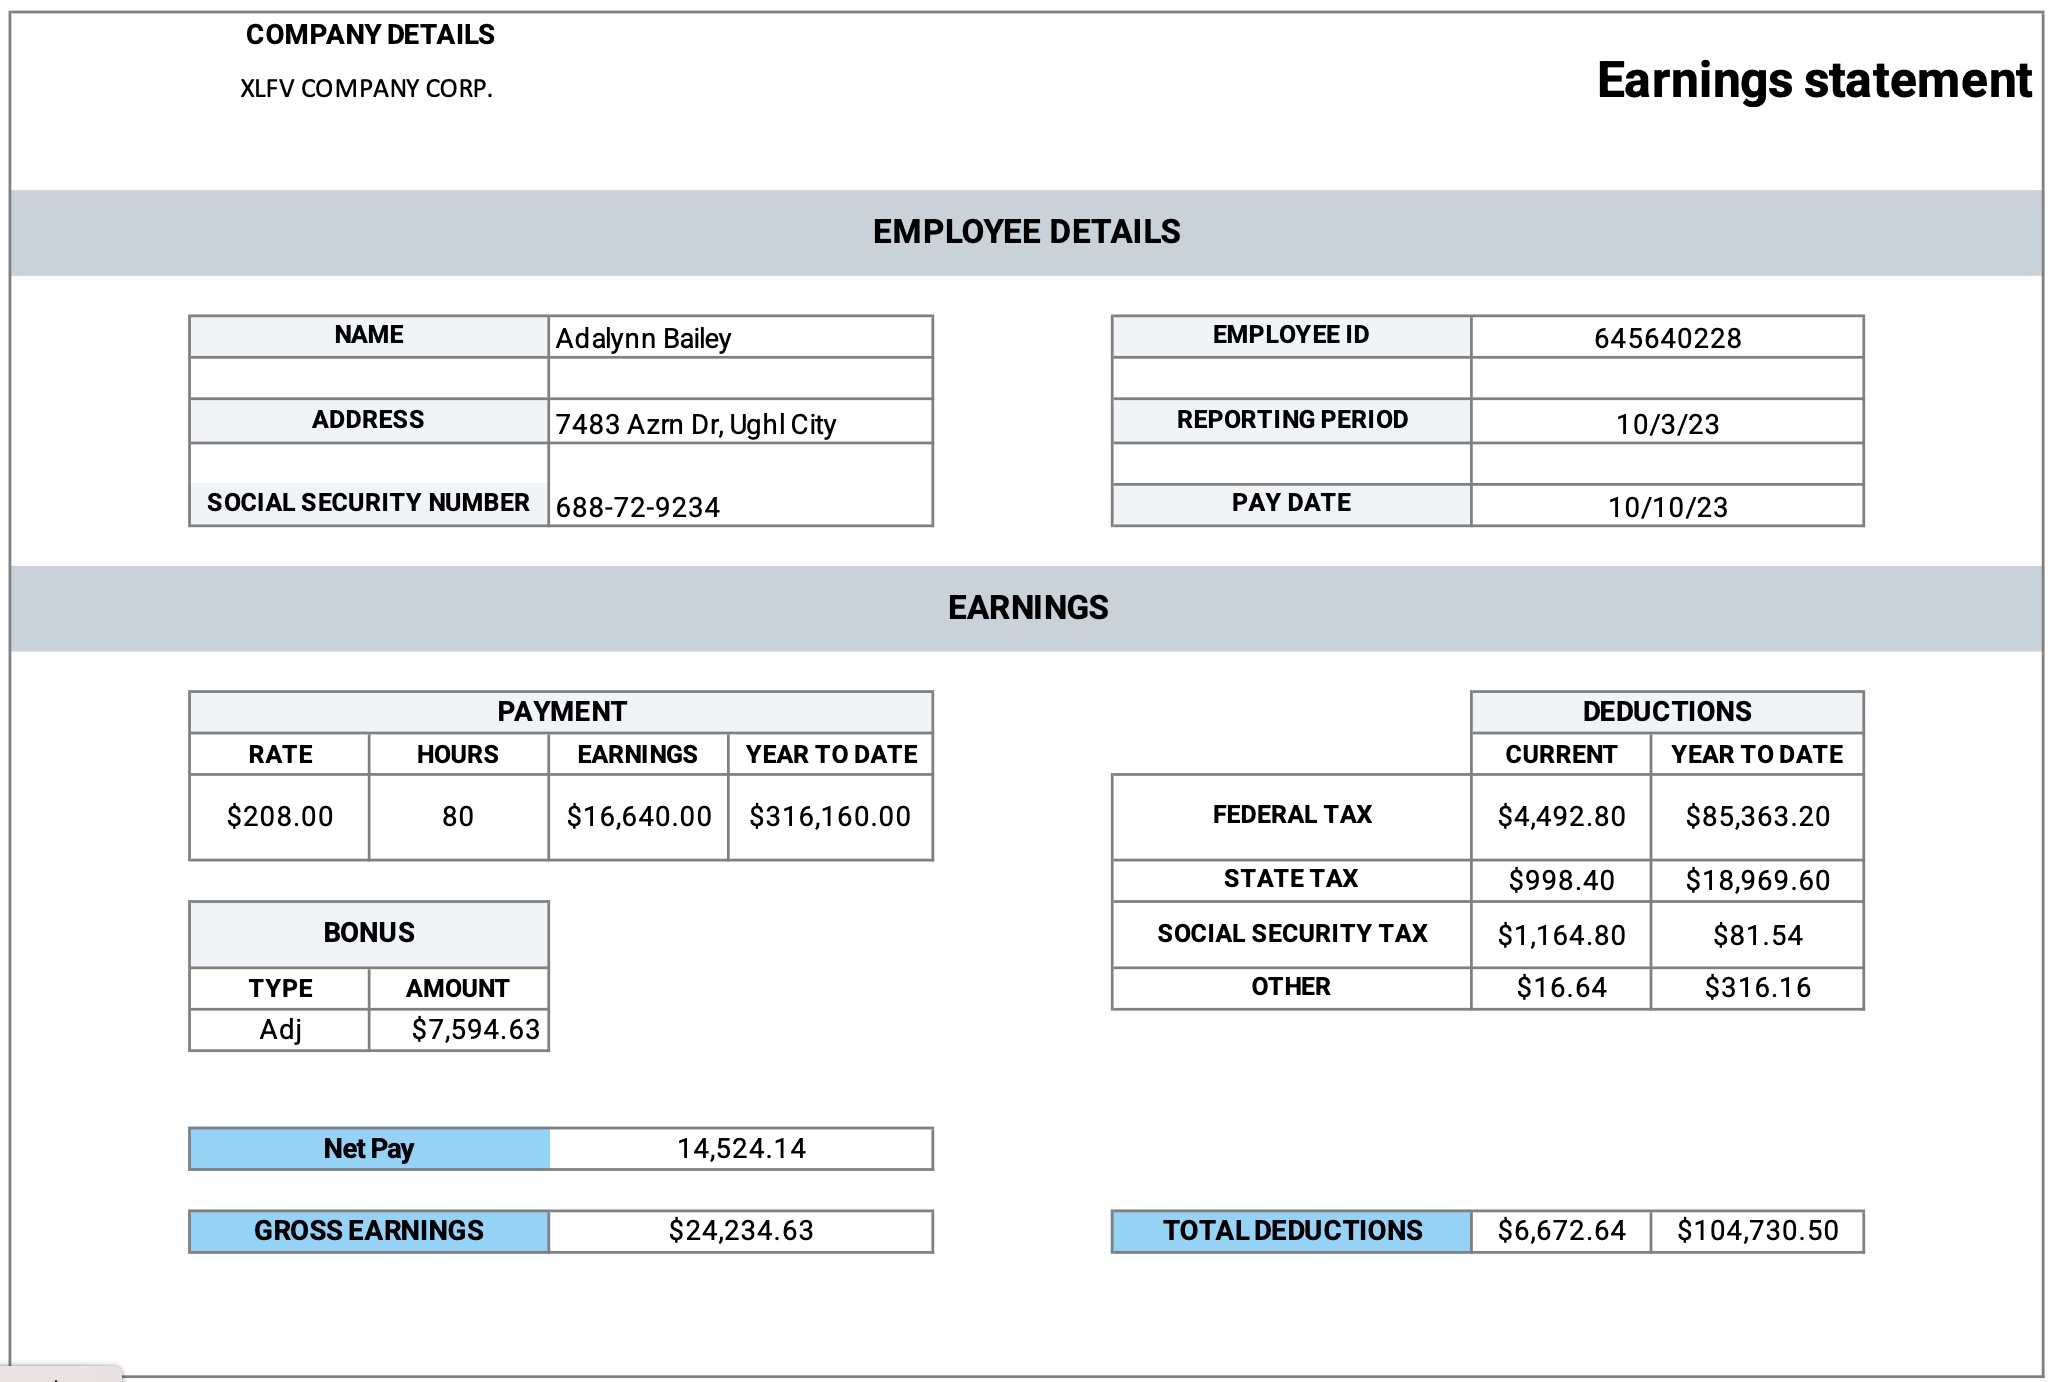 COMPANY DETAILS
XLFV COMPANY CORP.
Earnings statement
EMPLOYEE DETAILS
NAME Adalynn Bailey
ADDRESS 7483 Azrn Dr, Ughl City
SOCIAL SECURITY NUMBER 688-72-9234
EMPLOYEE ID 645640228
REPORTING PERIOD 10/3/23
PAY DATE 10/10/23
EARNINGS
PAYMENT
RATE HOURS EARNINGS YEAR TO DATE
$208.00 80 $16,640.00 $316,160.00
BONUS
TYPE AMOUNT
Adj $7,594.63
DEDUCTIONS
CURRENT YEAR TO DATE
FEDERAL TAX $4,492.80 $85,363.20
STATE TAX $998.40 $18,969.60
SOCIAL SECURITY TAX $1,164.80 $81.54
OTHER $16.64 $316.16
Net Pay 14,524.14
GROSS EARNINGS $24,234.63
TOTAL DEDUCTIONS $6,672.64 $104,730.50